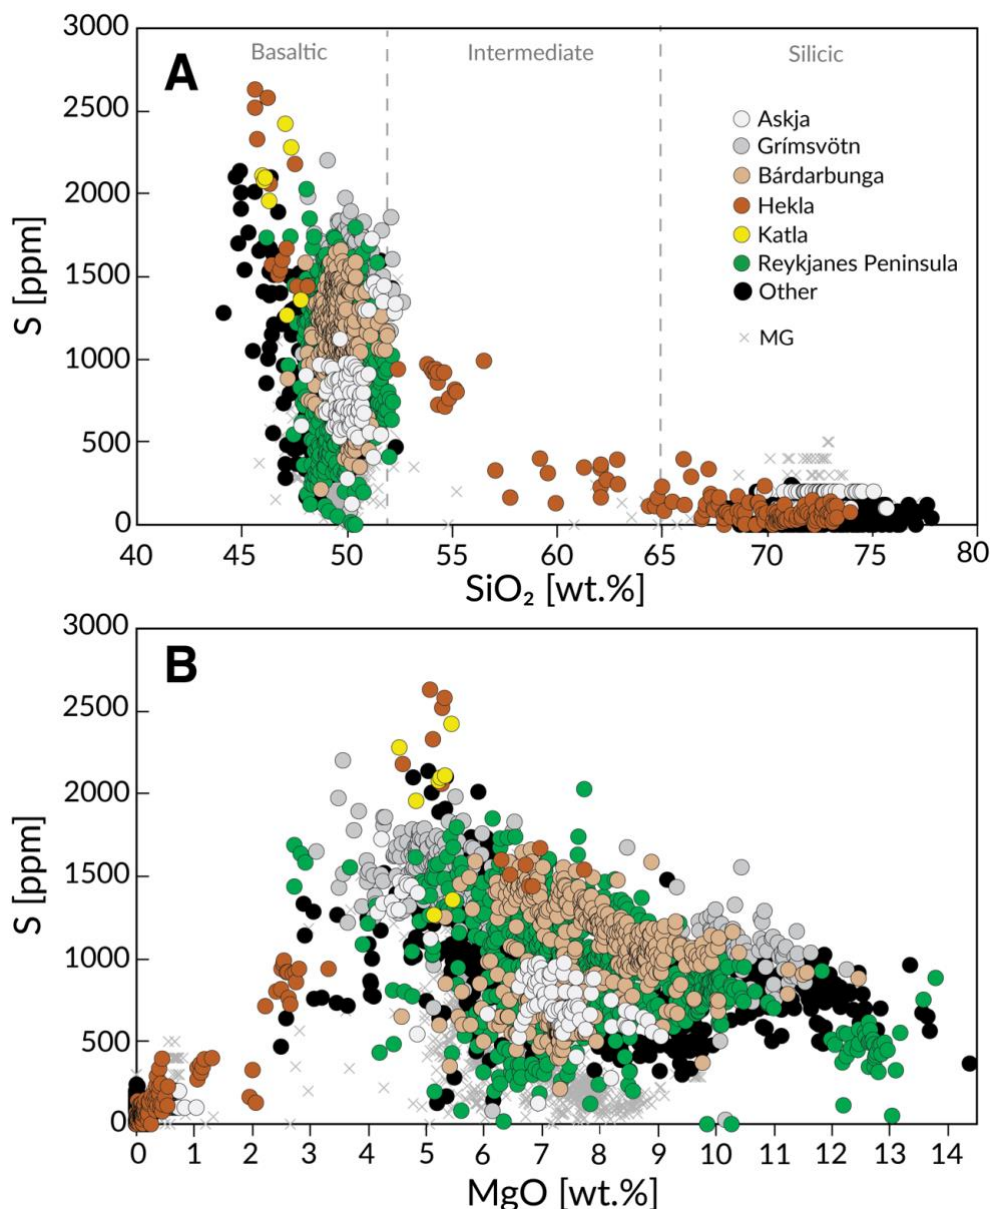 3000
2500
2000
1500
1000
500
0
S [ppm]
A
Basaltic
Intermediate
Silicic
Askja
Grímsvötn
Bárdarbunga
Hekla
Katla
Reykjanes Peninsula
Other
MG
40 45 50 55 60 65 70 75 80
SiO₂ [wt.%]
3000
2500
2000
1500
1000
500
0
S [ppm]
B
0 1 2 3 4 5 6 7 8 9 10 11 12 13 14
MgO [wt.%]